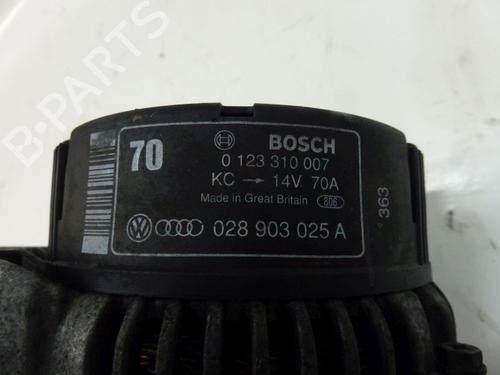 B-PARTS
70
BOSCH
0 123 310 007
KC → 14V 70A
Made in Great Britain 806
028 903 025 A
363